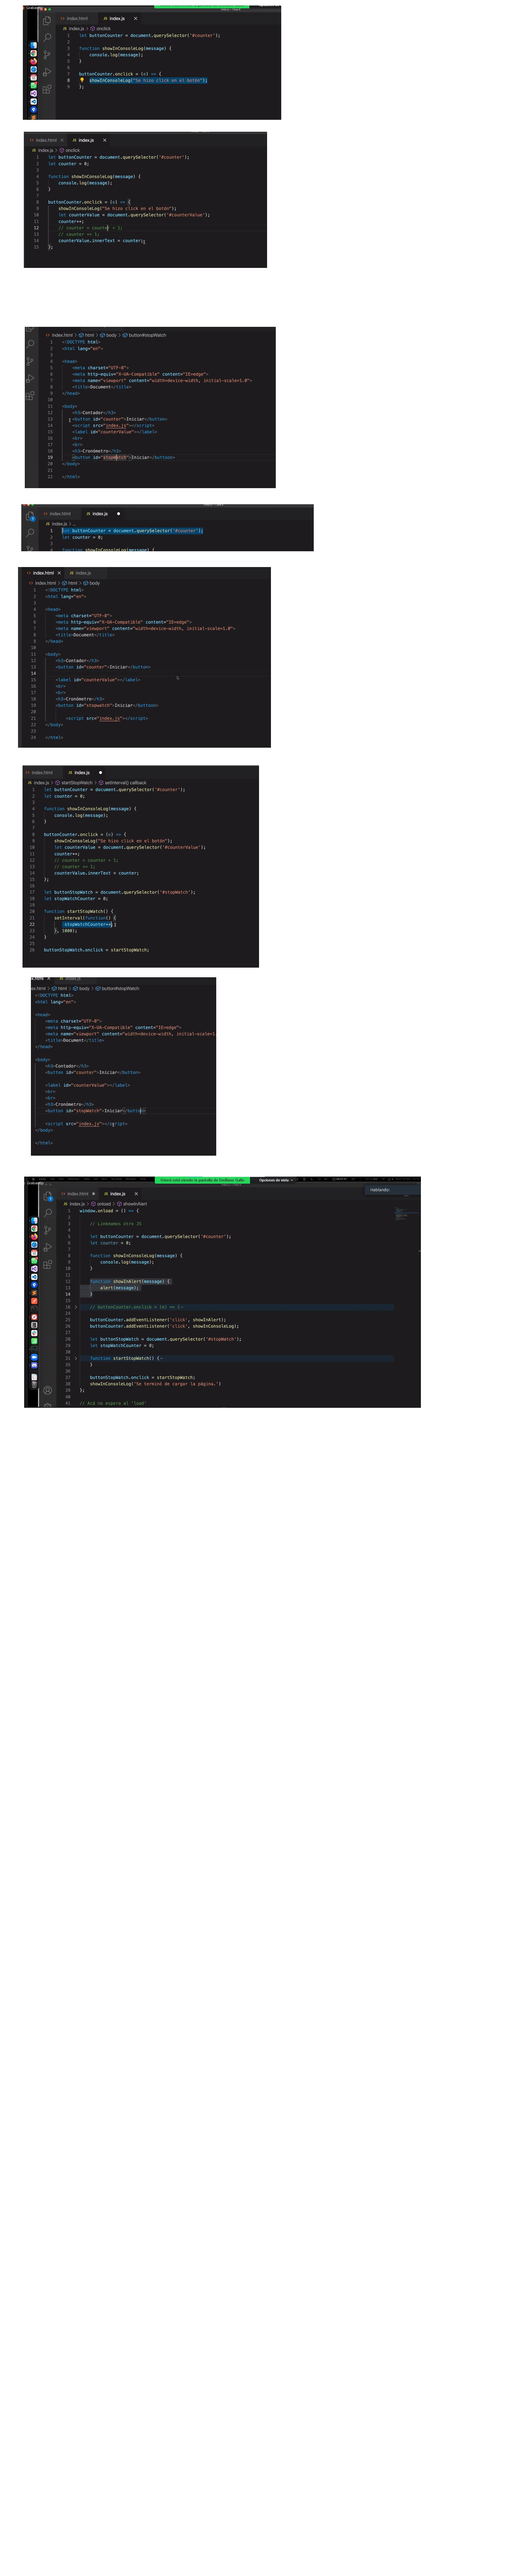 index.html JS index.js ×
JS index.js > onclick
1 let buttonCounter = document.querySelector('#counter');
2
3 function showInConsoleLog(message) {
4 console.log(message);
5 }
6
7 buttonCounter.onclick = (e) => {
8 showInConsoleLog("Se hizo click en el botón");
9 };
index.html × JS index.js ×
JS index.js > onclick
1 let buttonCounter = document.querySelector('#counter');
2 let counter = 0;
3
4 function showInConsoleLog(message) {
5 console.log(message);
6 }
7
8 buttonCounter.onclick = (e) => {
9 showInConsoleLog("Se hizo click en el botón");
10 let counterValue = document.querySelector('#counterValue');
11 counter++;
12 // counter = counter + 1;
13 // counter += 1;
14 counterValue.innerText = counter;
15 };
index.html > html > body > button#stopWatch
1 <!DOCTYPE html>
2 <html lang="en">
3
4 <head>
5 <meta charset="UTF-8">
6 <meta http-equiv="X-UA-Compatible" content="IE=edge">
7 <meta name="viewport" content="width=device-width, initial-scale=1.0">
8 <title>Document</title>
9 </head>
10
11 <body>
12 <h3>Contador</h3>
13 <button id="counter">Iniciar</button>
14 <script src="index.js"></script>
15 <label id="counterValue"></label>
16 <br>
17 <br>
18 <h3>Cronómetro</h3>
19 <button id="stopWatch">Iniciar</buttoon>
20 </body>
21
22 </html>
index.html JS index.js ●
JS index.js > ...
1 let buttonCounter = document.querySelector('#counter');
2 let counter = 0;
3
4 function showInConsoleLog(message) {
index.html × JS index.js
index.html > html > body
1 <!DOCTYPE html>
2 <html lang="en">
3
4 <head>
5 <meta charset="UTF-8">
6 <meta http-equiv="X-UA-Compatible" content="IE=edge">
7 <meta name="viewport" content="width=device-width, initial-scale=1.0">
8 <title>Document</title>
9 </head>
10
11 <body>
12 <h3>Contador</h3>
13 <button id="counter">Iniciar</button>
14
15 <label id="counterValue"></label>
16 <br>
17 <br>
18 <h3>Cronómetro</h3>
19 <button id="stopwatch">Iniciar</buttoon>
20
21 <script src="index.js"></script>
22 </body>
23
24 </html>
index.html JS index.js ●
JS index.js > startStopWatch > setInterval() callback
1 let buttonCounter = document.querySelector('#counter');
2 let counter = 0;
3
4 function showInConsoleLog(message) {
5 console.log(message);
6 }
7
8 buttonCounter.onclick = (e) => {
9 showInConsoleLog("Se hizo click en el botón");
10 let counterValue = document.querySelector('#counterValue');
11 counter++;
12 // counter = counter + 1;
13 // counter += 1;
14 counterValue.innerText = counter;
15 };
16
17 let buttonStopWatch = document.querySelector('#stopWatch');
18 let stopWatchCounter = 0;
19
20 function startStopWatch() {
21 setInterval(function() {
22 stopWatchCounter++;
23 }, 1000);
24 }
25
26 buttonStopWatch.onclick = startStopWatch;
x.html × JS index.js
ex.html > html > body > button#stopWatch
<!DOCTYPE html>
<html lang="en">
<head>
<meta charset="UTF-8">
<meta http-equiv="X-UA-Compatible" content="IE=edge">
<meta name="viewport" content="width=device-width, initial-scale=1.
<title>Document</title>
</head>
<body>
<h3>Contador</h3>
<button id="counter">Iniciar</button>
<label id="counterValue"></label>
<br>
<br>
<h3>Cronómetro</h3>
<button id="stopWatch">Iniciar</button>
<script src="index.js"></script>
</body>
</html>
Opciones de vista
Hablando:
index.html ● JS index.js ×
JS index.js > onload > showInAlert
1 window.onload = () => {
2
3 // Linkeamos otro JS
4
5 let buttonCounter = document.querySelector('#counter');
6 let counter = 0;
7
8 function showInConsoleLog(message) {
9 console.log(message);
10 }
11
12 function showInAlert(message) {
13 alert(message);
14 }
15
16 // buttonCounter.onclick = (e) => {⋯
24
25 buttonCounter.addEventListener('click', showInAlert);
26 buttonCounter.addEventListener('click', showInConsoleLog);
27
28 let buttonStopWatch = document.querySelector('#stopWatch');
29 let stopWatchCounter = 0;
30
31 function startStopWatch() {⋯
35 }
36
37 buttonStopWatch.onclick = startStopWatch;
38 showInConsoleLog("Se terminó de cargar la página.")
39 };
40
41 // Acá no espera al 'load'